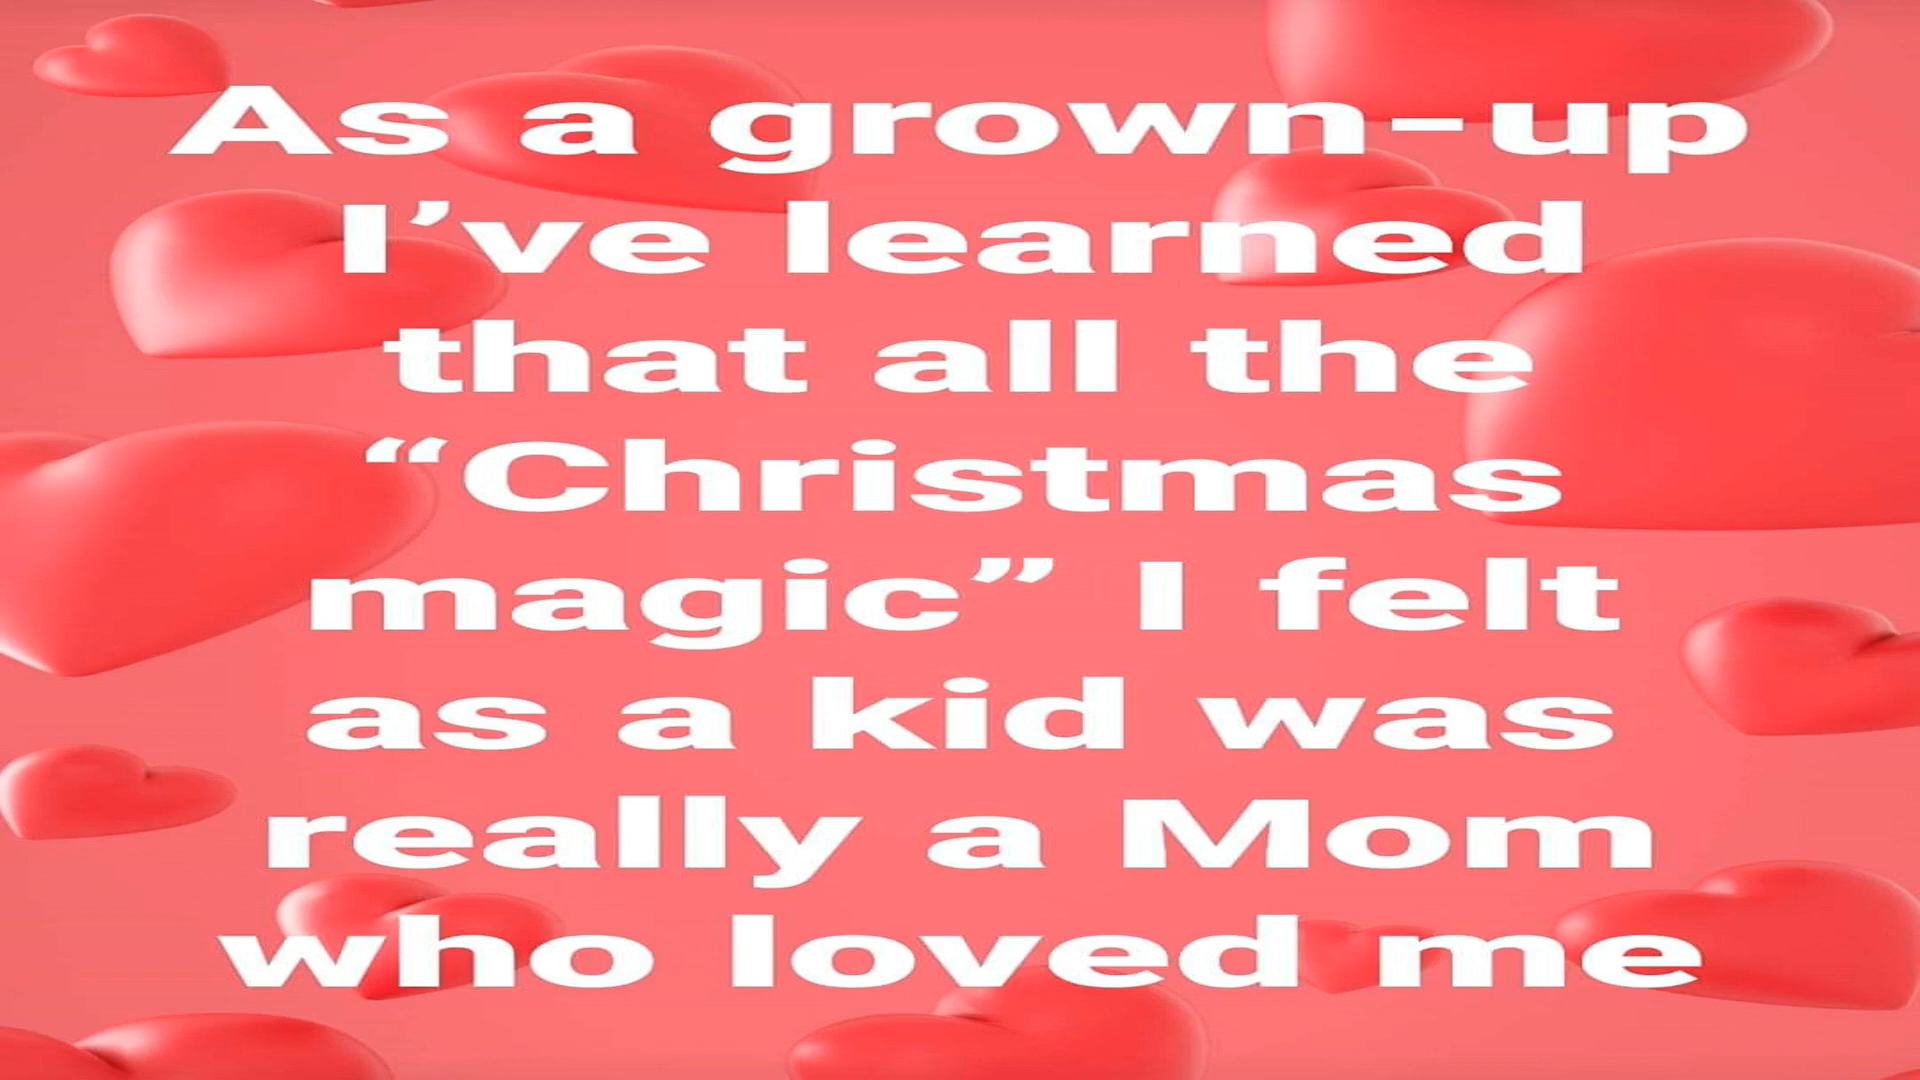 As a grown-up
I’ve learned
that all the
“Christmas
magic” I felt
as a kid was
really a Mom
who loved me